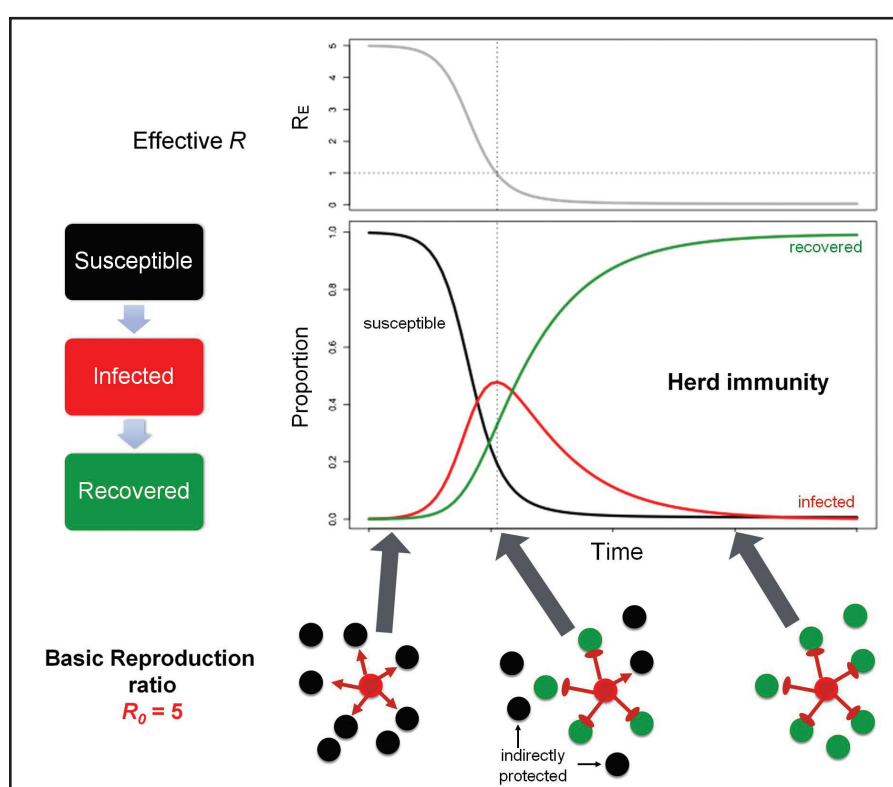 Effective R
RE
5
4
3
2
1
0
Susceptible
Infected
Recovered
Proportion
1.0
0.8
0.6
0.4
0.2
0.0
recovered
susceptible
Herd immunity
infected
Time
Basic Reproduction
ratio
R0 = 5
indirectly
protected